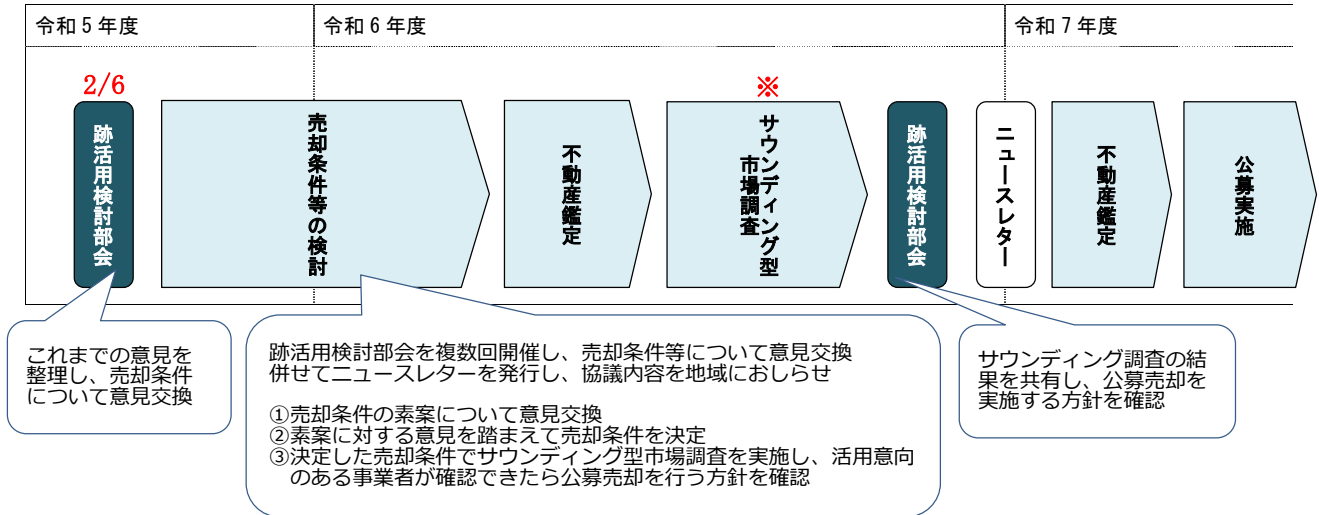 令和５年度
令和６年度
令和７年度
2/6
※
跡活用検討部会
売却条件等の検討
不動産鑑定
サウンディング型
市場調査
跡活用検討部会
ニュースレター
不動産鑑定
公募実施
これまでの意見を
整理し、売却条件
について意見交換
跡活用検討部会を複数回開催し、売却条件等について意見交換
併せてニュースレターを発行し、協議内容を地域におしらせ
①売却条件の素案について意見交換
②素案に対する意見を踏まえて売却条件を決定
③決定した売却条件でサウンディング型市場調査を実施し、活用意向
のある事業者が確認できたら公募売却を行う方針を確認
サウンディング調査の結
果を共有し、公募売却を
実施する方針を確認